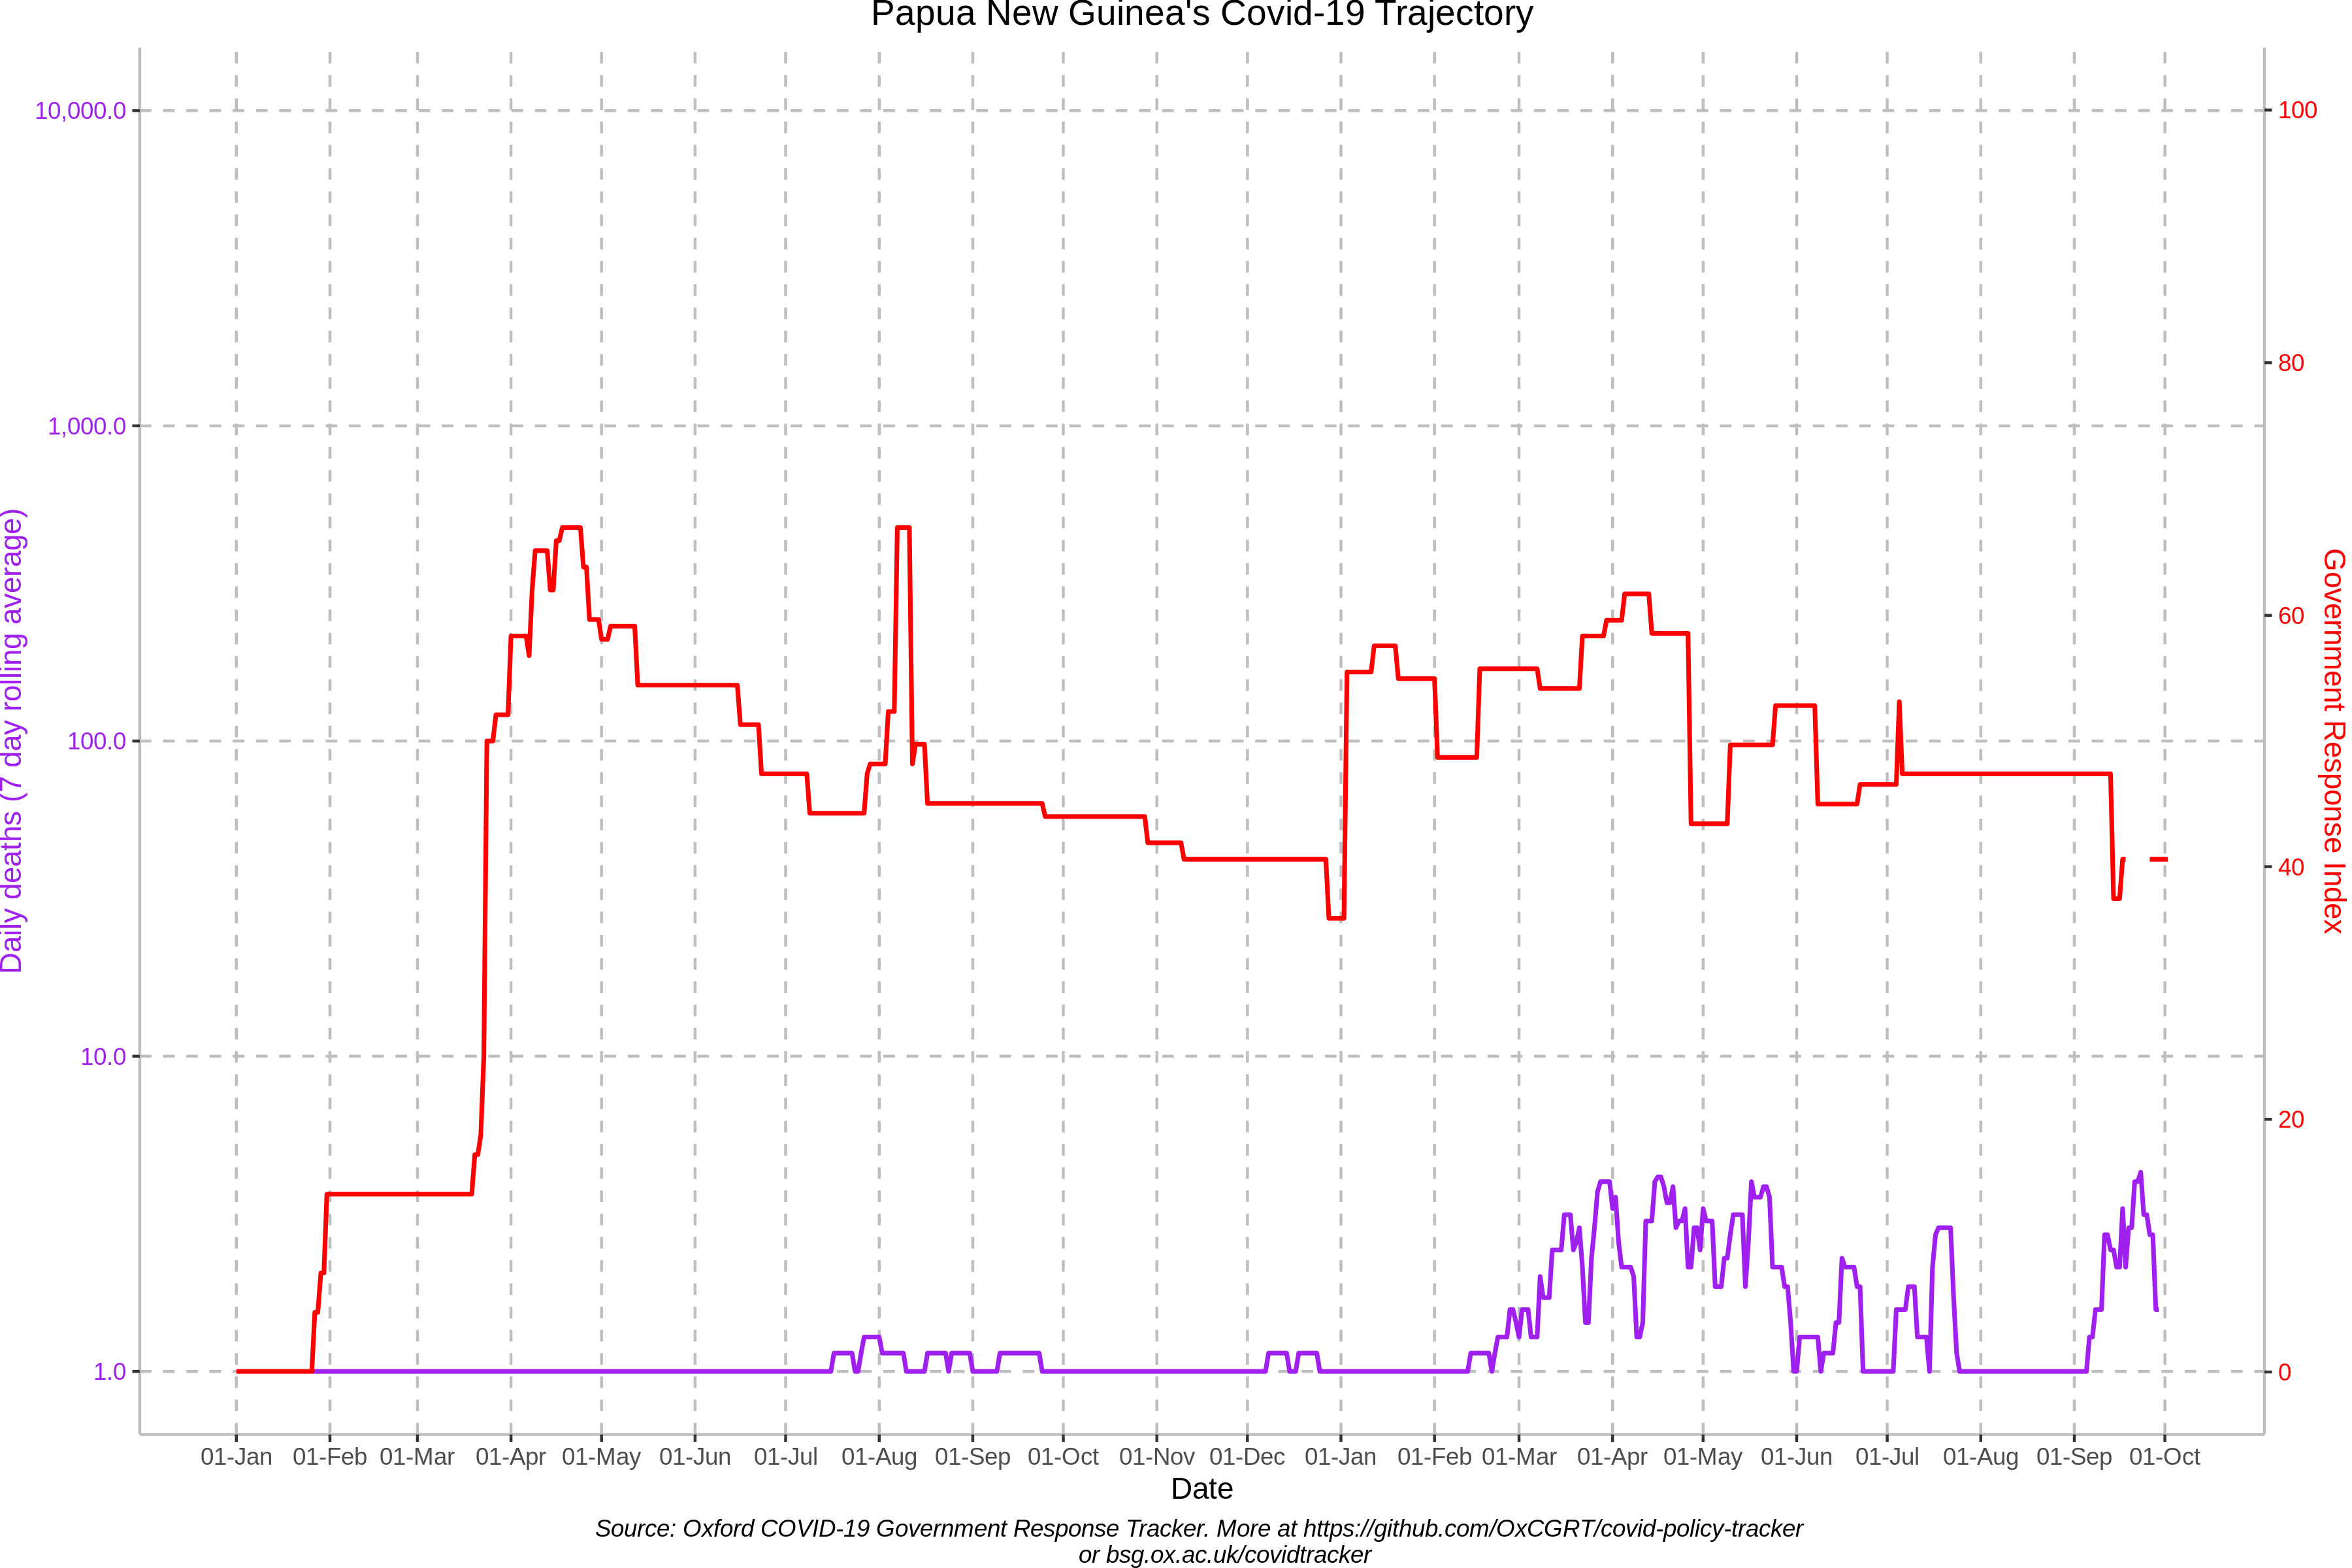 Papua New Guinea's Covid-19 Trajectory
Daily deaths (7 day rolling average)
10,000.0
1,000.0
100.0
10.0
1.0
100
80
60
40
20
0
Government Response Index
01-Jan 01-Feb 01-Mar 01-Apr 01-May 01-Jun 01-Jul 01-Aug 01-Sep 01-Oct 01-Nov 01-Dec 01-Jan 01-Feb 01-Mar 01-Apr 01-May 01-Jun 01-Jul 01-Aug 01-Sep 01-Oct
Date
Source: Oxford COVID-19 Government Response Tracker. More at https://github.com/OxCGRT/covid-policy-tracker
or bsg.ox.ac.uk/covidtracker